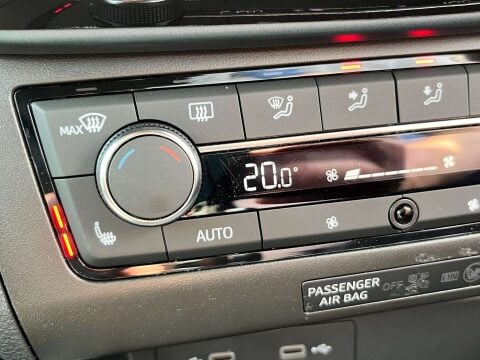 MAX
20.0°
AUTO
PASSENGER
AIR BAG
OFF